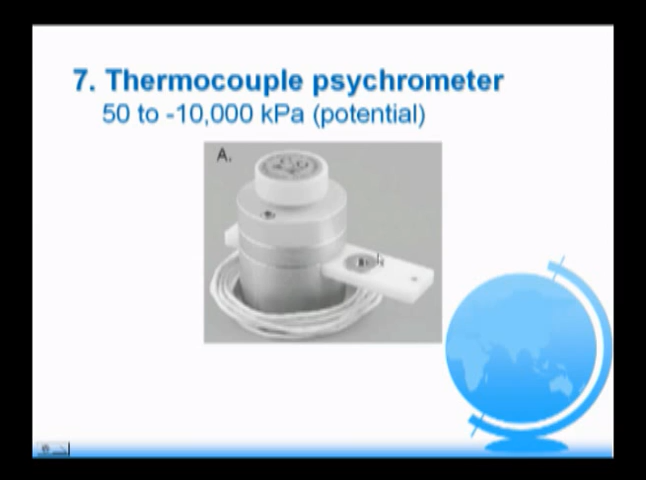 7. Thermocouple psychrometer
50 to -10,000 kPa (potential)
A.